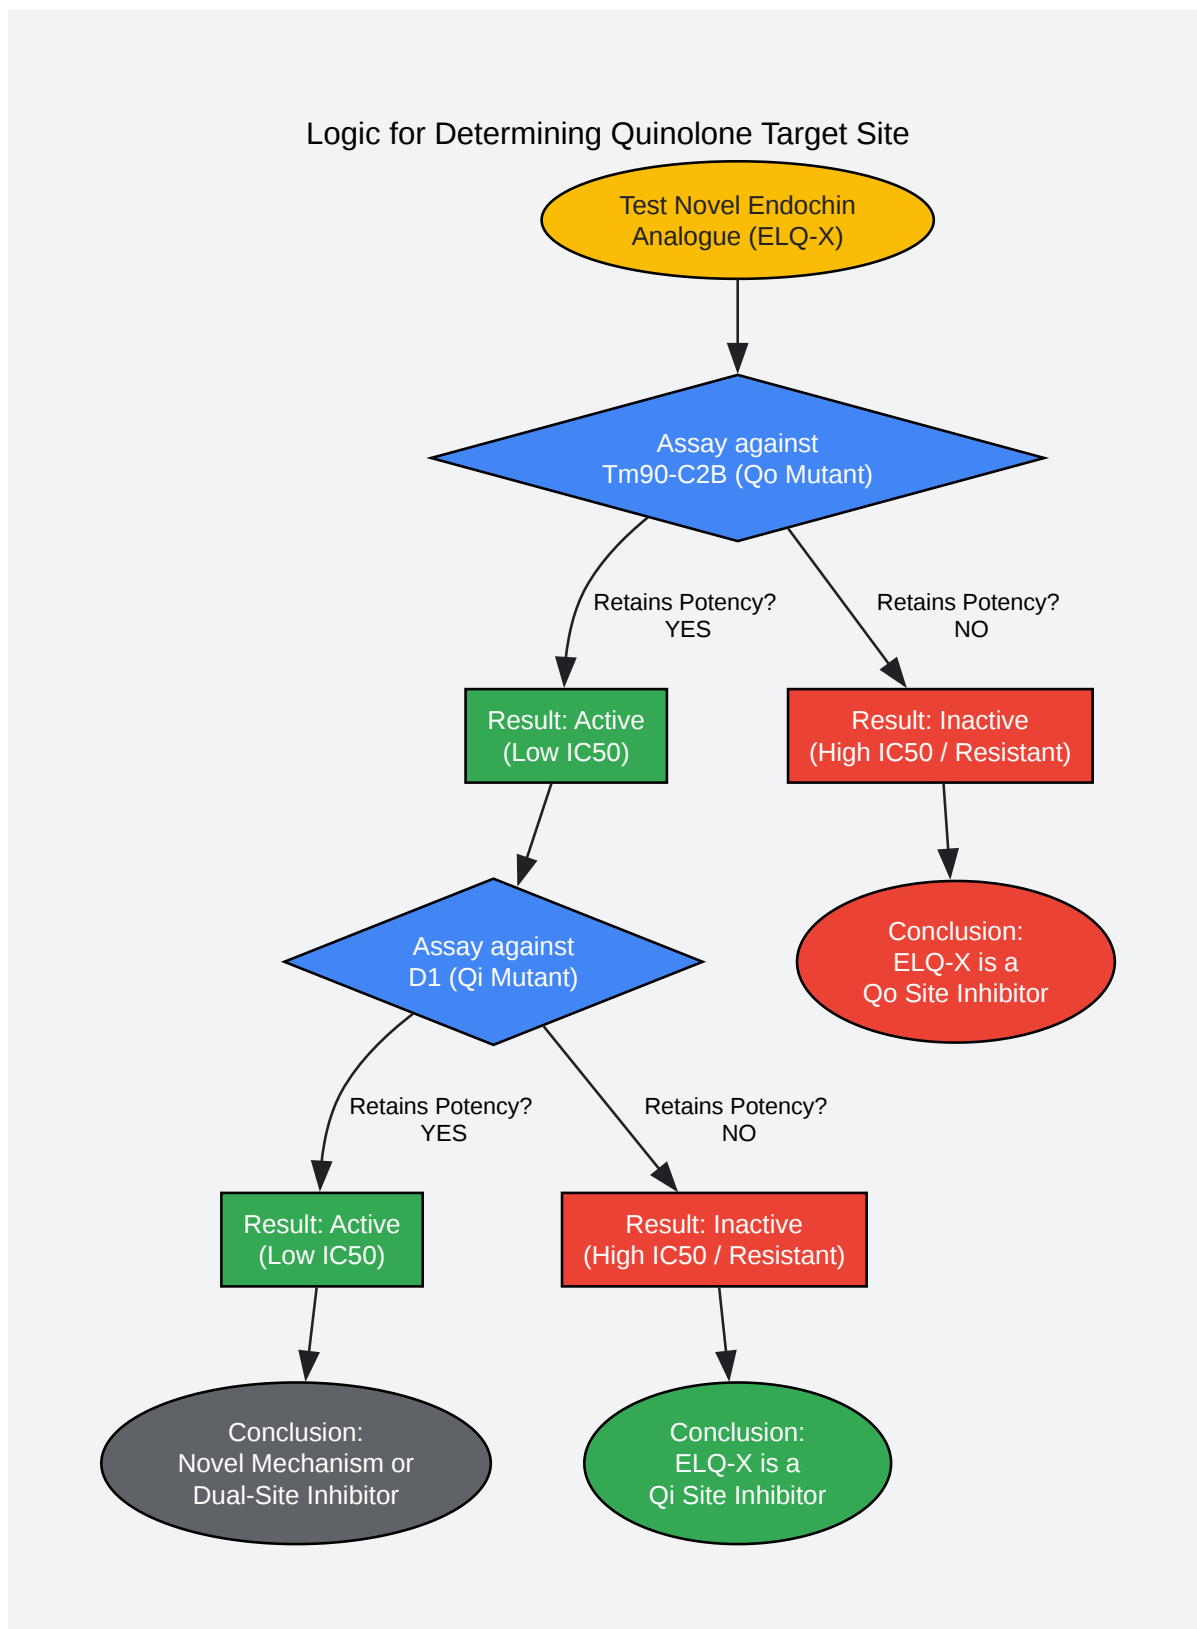 Logic for Determining Quinolone Target Site
Test Novel Endochin
Analogue (ELQ-X)
Assay against
Tm90-C2B (Qo Mutant)
Retains Potency?
YES
Retains Potency?
NO
Result: Active
(Low IC50)
Result: Inactive
(High IC50 / Resistant)
Assay against
D1 (Qi Mutant)
Conclusion:
ELQ-X is a
Qo Site Inhibitor
Retains Potency?
YES
Retains Potency?
NO
Result: Active
(Low IC50)
Result: Inactive
(High IC50 / Resistant)
Conclusion:
Novel Mechanism or
Dual-Site Inhibitor
Conclusion:
ELQ-X is a
Qi Site Inhibitor